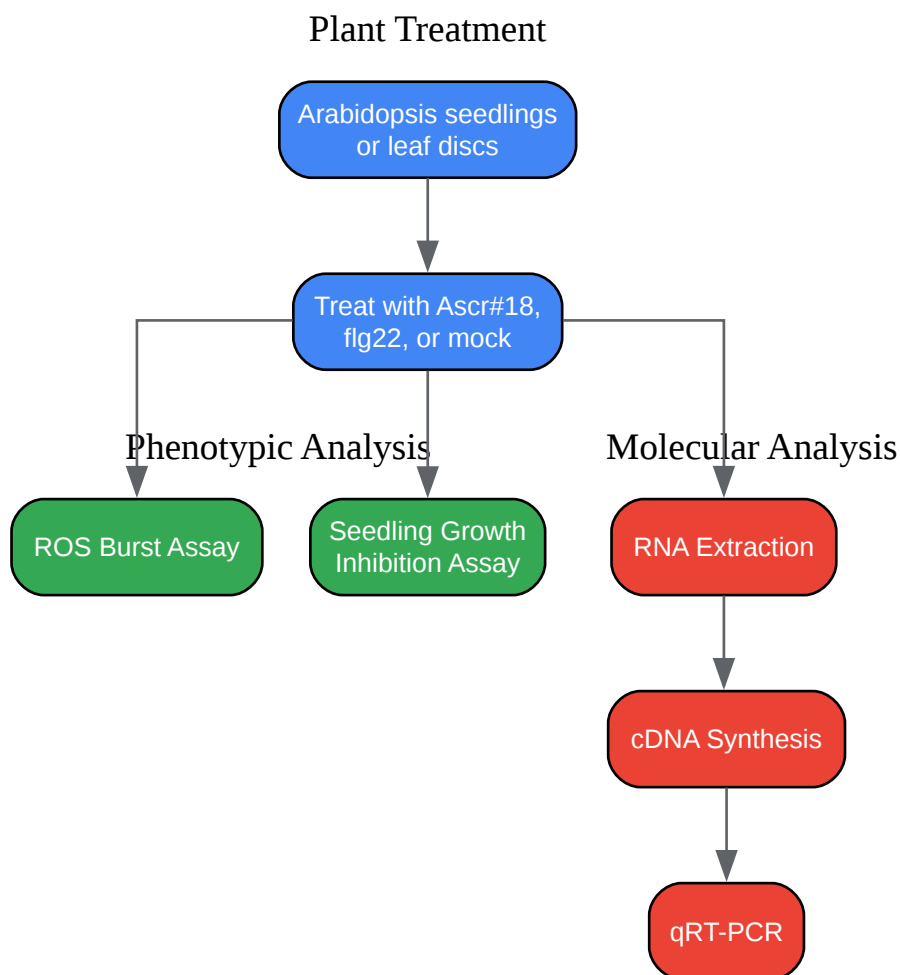 Plant Treatment
Arabidopsis seedlings
or leaf discs
Treat with Ascr#18,
flg22, or mock
Phenotypic Analysis
Molecular Analysis
ROS Burst Assay
Seedling Growth
Inhibition Assay
RNA Extraction
cDNA Synthesis
qRT-PCR